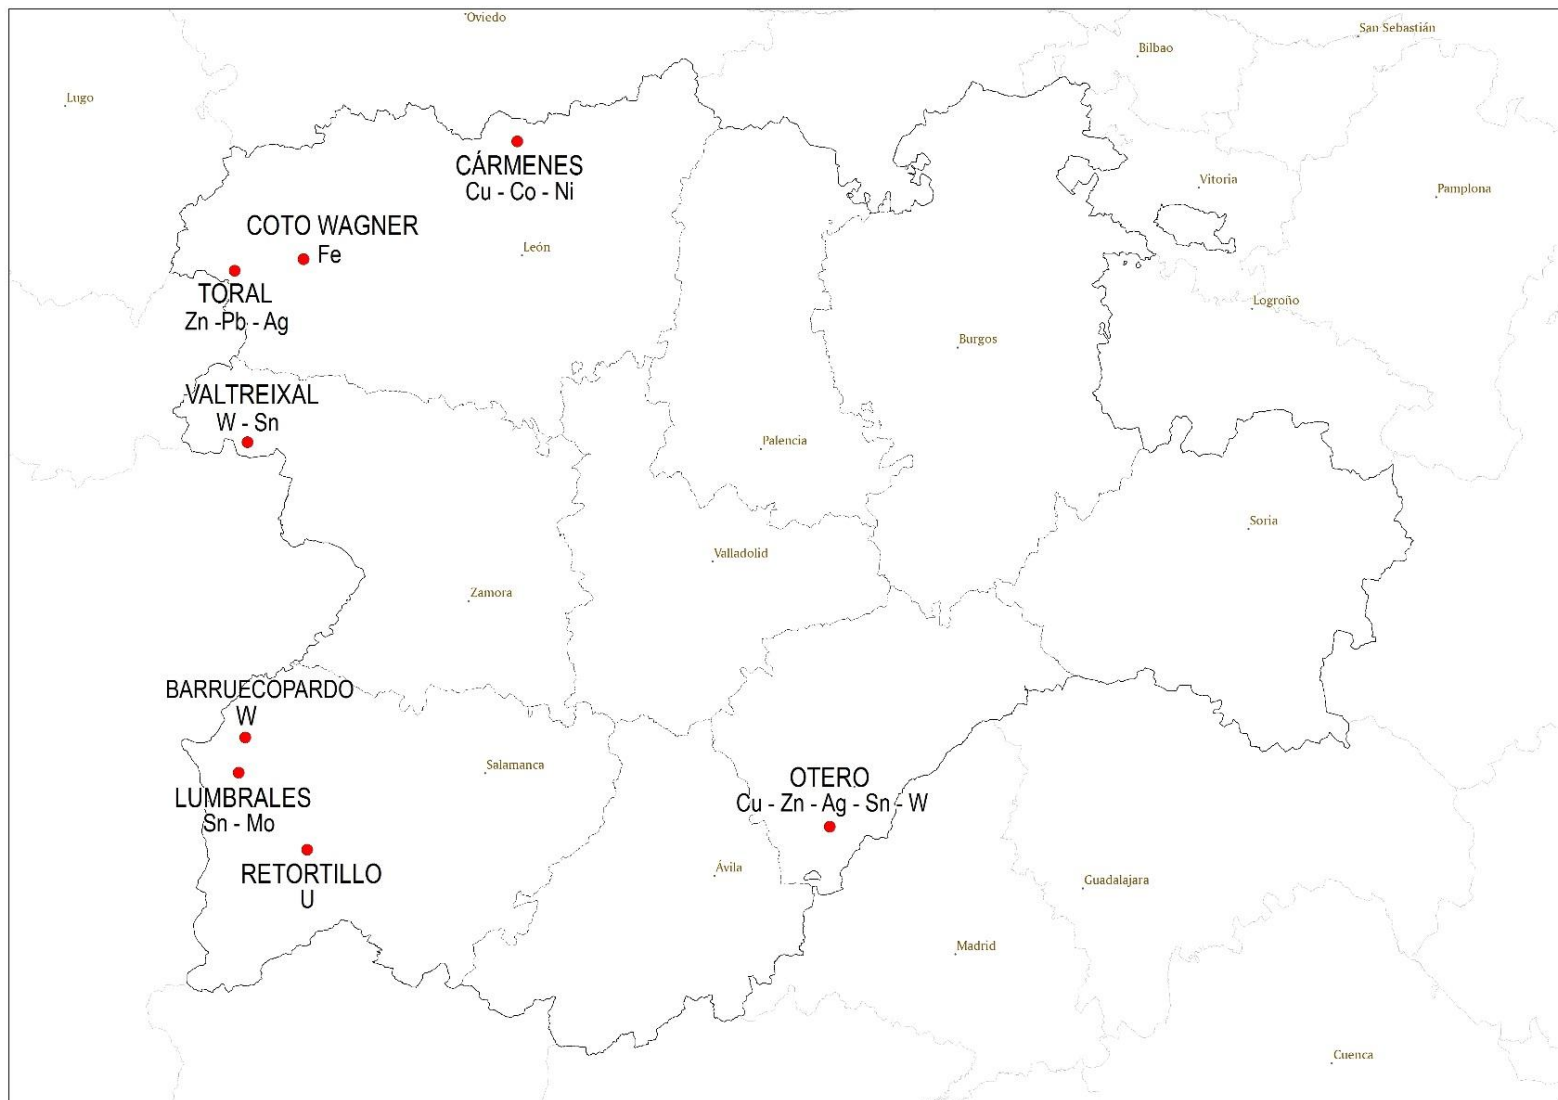 Oviedo
San Sebastián
Bilbao
Lugo
CÁRMENES
Cu - Co - Ni
Vitoria
Pamplona
COTO WAGNER
Fe
León
TORAL
Zn -Pb - Ag
Logroño
Burgos
VALTREIXAL
W - Sn
Palencia
Soria
Valladolid
Zamora
BARRUECOPARDO
W
Salamanca
OTERO
Cu - Zn - Ag - Sn - W
LUMBRALES
Sn - Mo
RETORTILLO
U
Ávila
Guadalajara
Madrid
Cuenca